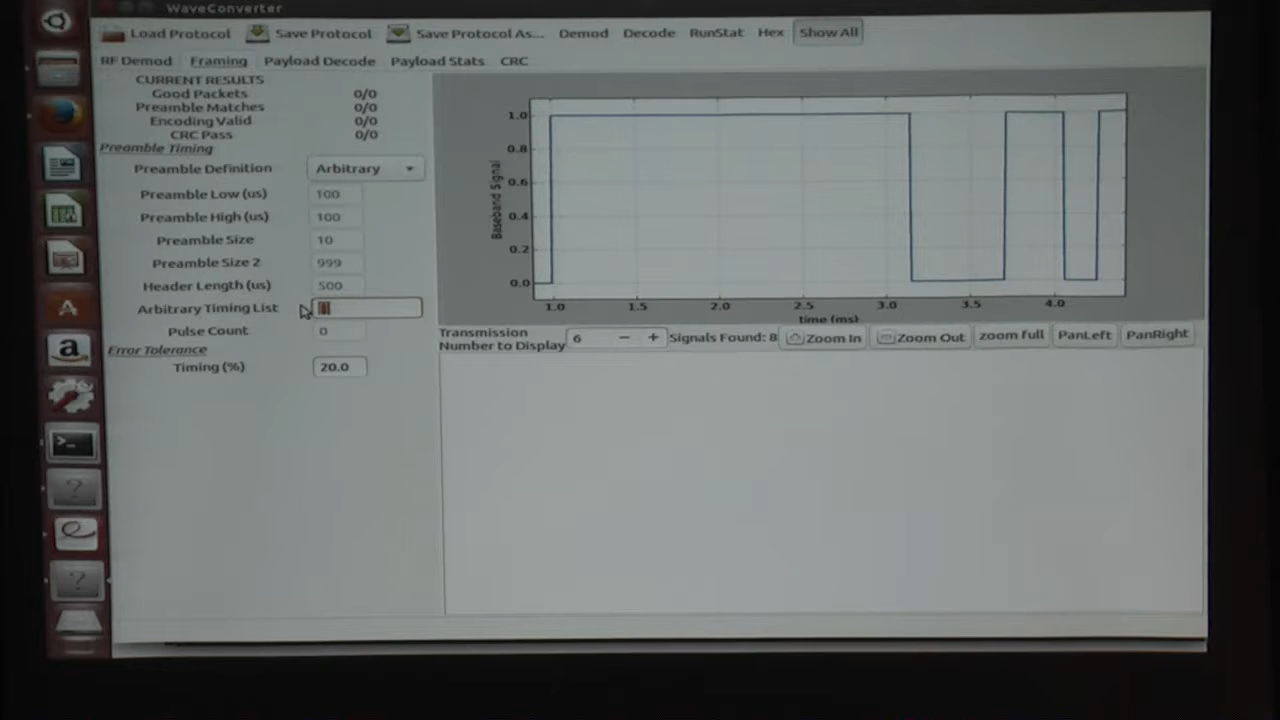 WaveConverter
Load Protocol Save Protocol Save Protocol As... Demod Decode RunStat Hex Show All
RF Demod Framing Payload Decode Payload Stats CRC
CURRENT RESULTS
Good Packets 0/0
Preamble Matches 0/0
Encoding Valid 0/0
CRC Pass 0/0
Preamble Timing
Preamble Definition Arbitrary
Preamble Low (us) 100
Preamble High (us) 100
Preamble Size 10
Preamble Size 2 999
Header Length (us) 500
Arbitrary Timing List
Pulse Count 0
Error Tolerance
Timing (%) 20.0
Baseband Signal
1.0
0.8
0.6
0.4
0.2
0.0
1.0 1.5 2.0 2.5 3.0 3.5 4.0
time (ms)
Transmission
Number to Display 6 − + Signals Found: 8 Zoom In Zoom Out zoom full PanLeft PanRight
A
a
>_
?
?